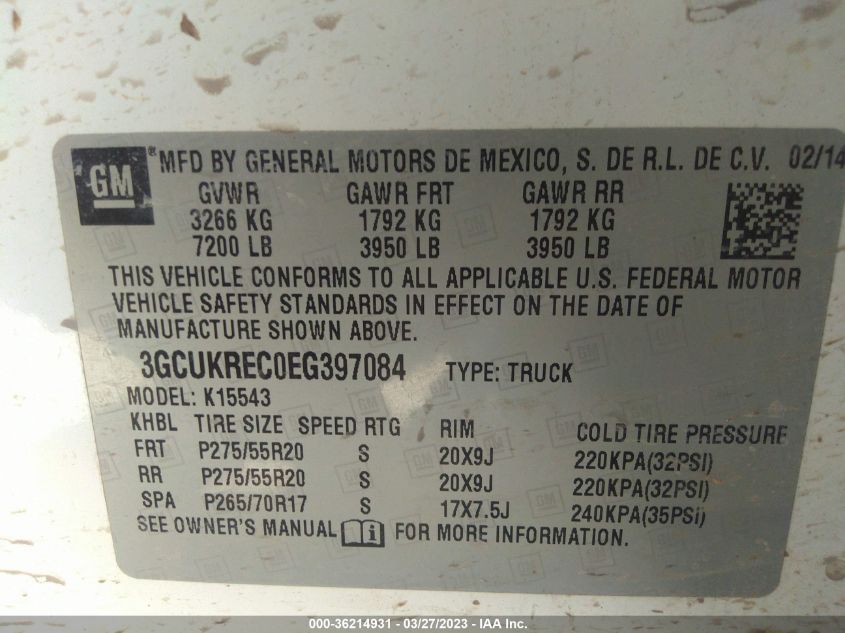 GM ® MFD BY GENERAL MOTORS DE MEXICO, S. DE R.L. DE C.V. 02/14
GVWR GAWR FRT GAWR RR
3266 KG 1792 KG 1792 KG
7200 LB 3950 LB 3950 LB
THIS VEHICLE CONFORMS TO ALL APPLICABLE U.S. FEDERAL MOTOR
VEHICLE SAFETY STANDARDS IN EFFECT ON THE DATE OF
MANUFACTURE SHOWN ABOVE.
3GCUKREC0EG397084 TYPE: TRUCK
MODEL: K15543
KHBL TIRE SIZE SPEED RTG RIM COLD TIRE PRESSURE
FRT P275/55R20 S 20X9J 220KPA(32PSI)
RR P275/55R20 S 20X9J 220KPA(32PSI)
SPA P265/70R17 S 17X7.5J 240KPA(35PSI)
SEE OWNER'S MANUAL i FOR MORE INFORMATION.
000-36214931 - 03/27/2023 - IAA Inc.